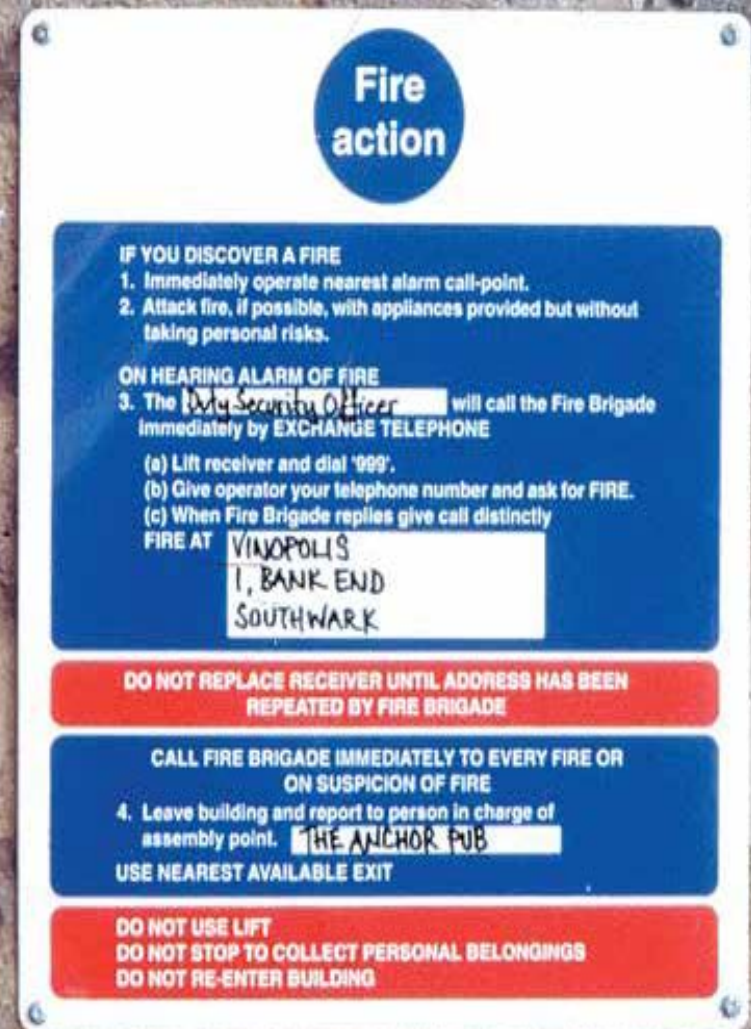 Fire
action
IF YOU DISCOVER A FIRE
1. Immediately operate nearest alarm call-point.
2. Attack fire, if possible, with appliances provided but without
taking personal risks.
ON HEARING ALARM OF FIRE
3. The Duty Security Officer will call the Fire Brigade
immediately by EXCHANGE TELEPHONE
(a) Lift receiver and dial '999'.
(b) Give operator your telephone number and ask for FIRE.
(c) When Fire Brigade replies give call distinctly
FIRE AT VINOPOLIS
1, BANK END
SOUTHWARK
DO NOT REPLACE RECEIVER UNTIL ADDRESS HAS BEEN
REPEATED BY FIRE BRIGADE
CALL FIRE BRIGADE IMMEDIATELY TO EVERY FIRE OR
ON SUSPICION OF FIRE
4. Leave building and report to person in charge of
assembly point. THE ANCHOR PUB
USE NEAREST AVAILABLE EXIT
DO NOT USE LIFT
DO NOT STOP TO COLLECT PERSONAL BELONGINGS
DO NOT RE-ENTER BUILDING